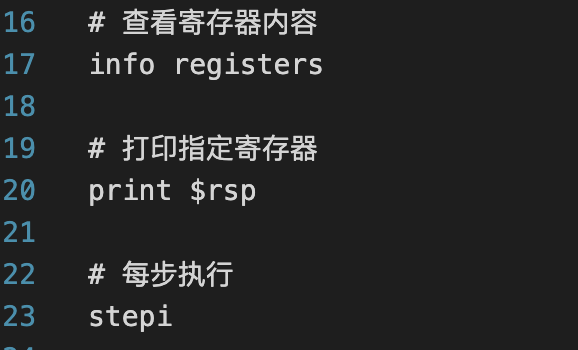 16 # 查看寄存器内容
17 info registers
18
19 # 打印指定寄存器
20 print $rsp
21
22 # 每步执行
23 stepi